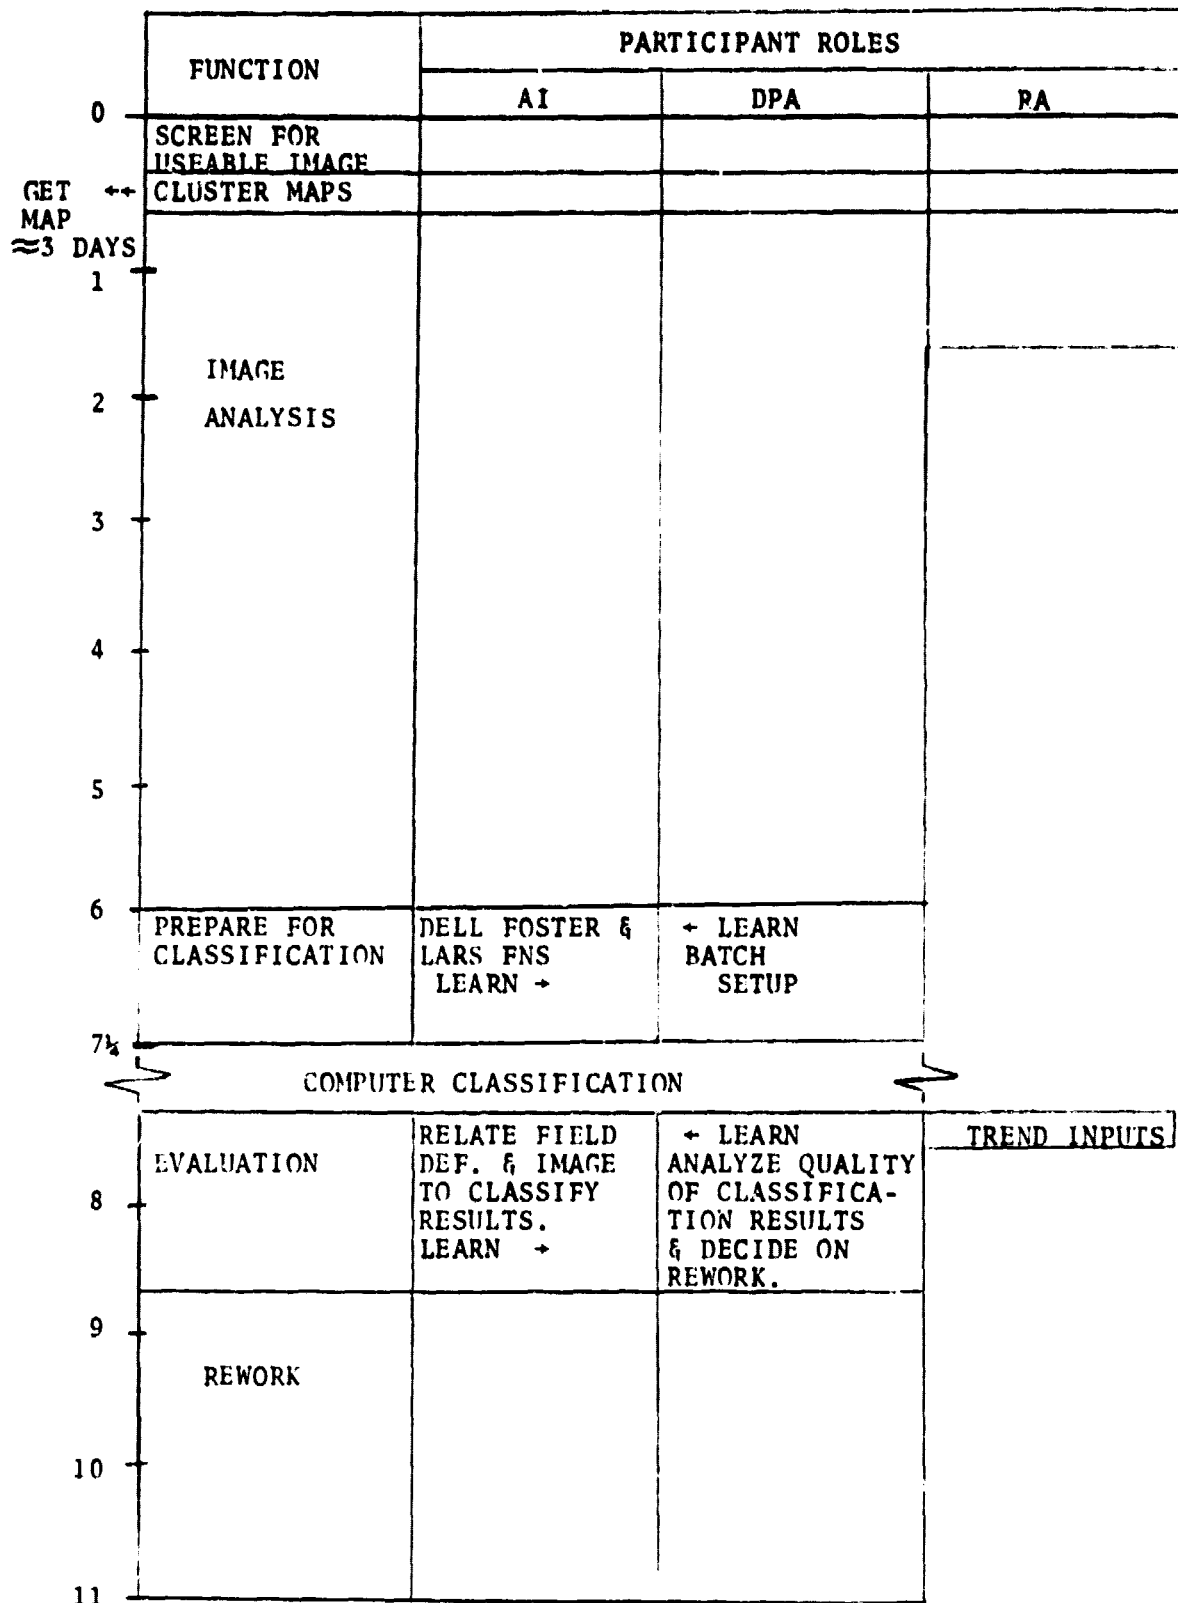 PARTICIPANT ROLES
FUNCTION
AI DPA RA
0
SCREEN FOR
USEABLE IMAGE
GET ←← CLUSTER MAPS
MAP
≈3 DAYS
1
IMAGE
2
ANALYSIS
3
4
5
6
PREPARE FOR DELL FOSTER & ← LEARN
CLASSIFICATION LARS FNS BATCH
LEARN → SETUP
7¼
COMPUTER CLASSIFICATION
RELATE FIELD ← LEARN TREND INPUTS
EVALUATION DEF. & IMAGE ANALYZE QUALITY
8 TO CLASSIFY OF CLASSIFICA-
RESULTS. TION RESULTS
LEARN → & DECIDE ON
REWORK.
9
REWORK
10
11